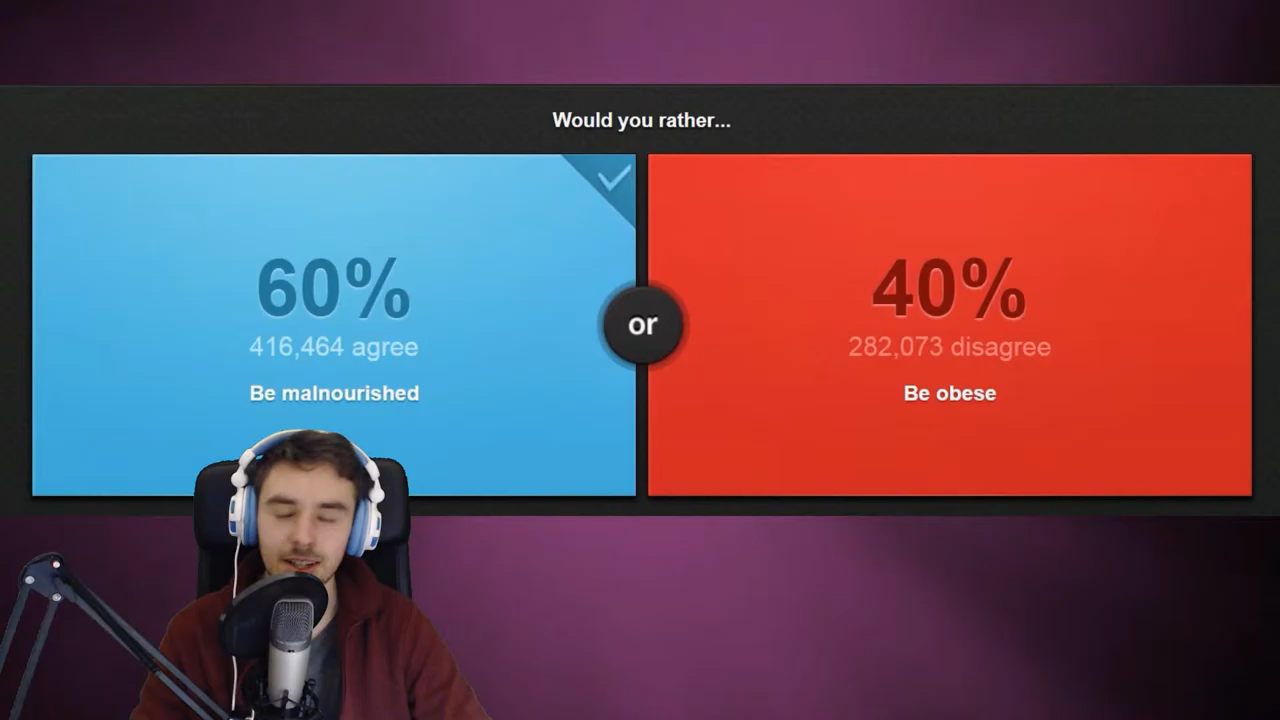 Would you rather...
60%
416,464 agree
Be malnourished
or
40%
282,073 disagree
Be obese